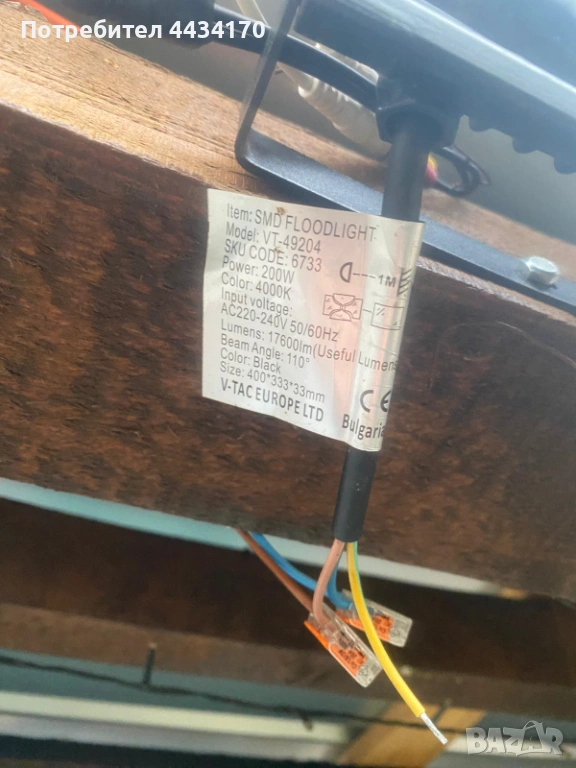 Потребител 4434170
Item: SMD FLOODLIGHT
Model: VT-49204
SKU CODE: 6733
Power: 200W
Color: 4000K
Input voltage:
AC220-240V 50/60Hz
Lumens: 17600lm(Useful Lumens
Beam Angle: 110°
Color: Black
Size: 400*333*33mm
V-TAC EUROPE LTD
1M
CE
Bulgaria
BAZAR